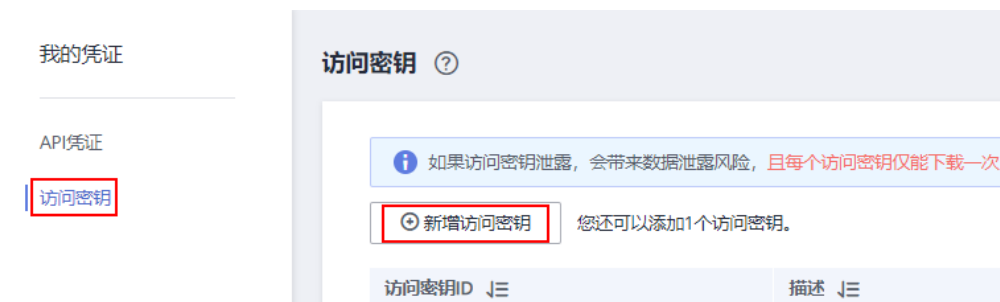 我的凭证
访问密钥
API凭证
如果访问密钥泄露，会带来数据泄露风险，且每个访问密钥仅能下载一次
访问密钥
新增访问密钥 您还可以添加1个访问密钥。
访问密钥ID 描述